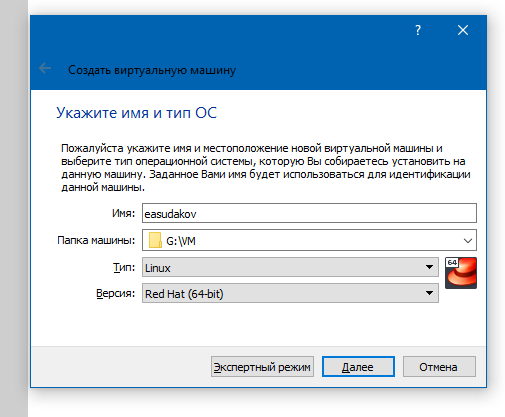 ?
Создать виртуальную машину
Укажите имя и тип ОС
Пожалуйста укажите имя и местоположение новой виртуальной машины и
выберите тип операционной системы, которую Вы собираетесь установить на
данную машину. Заданное Вами имя будет использоваться для идентификации
данной машины.
Имя: easudakov
Папка машины: G:\VM
Тип: Linux 64
Версия: Red Hat (64-bit)
Экспертный режим Далее Отмена